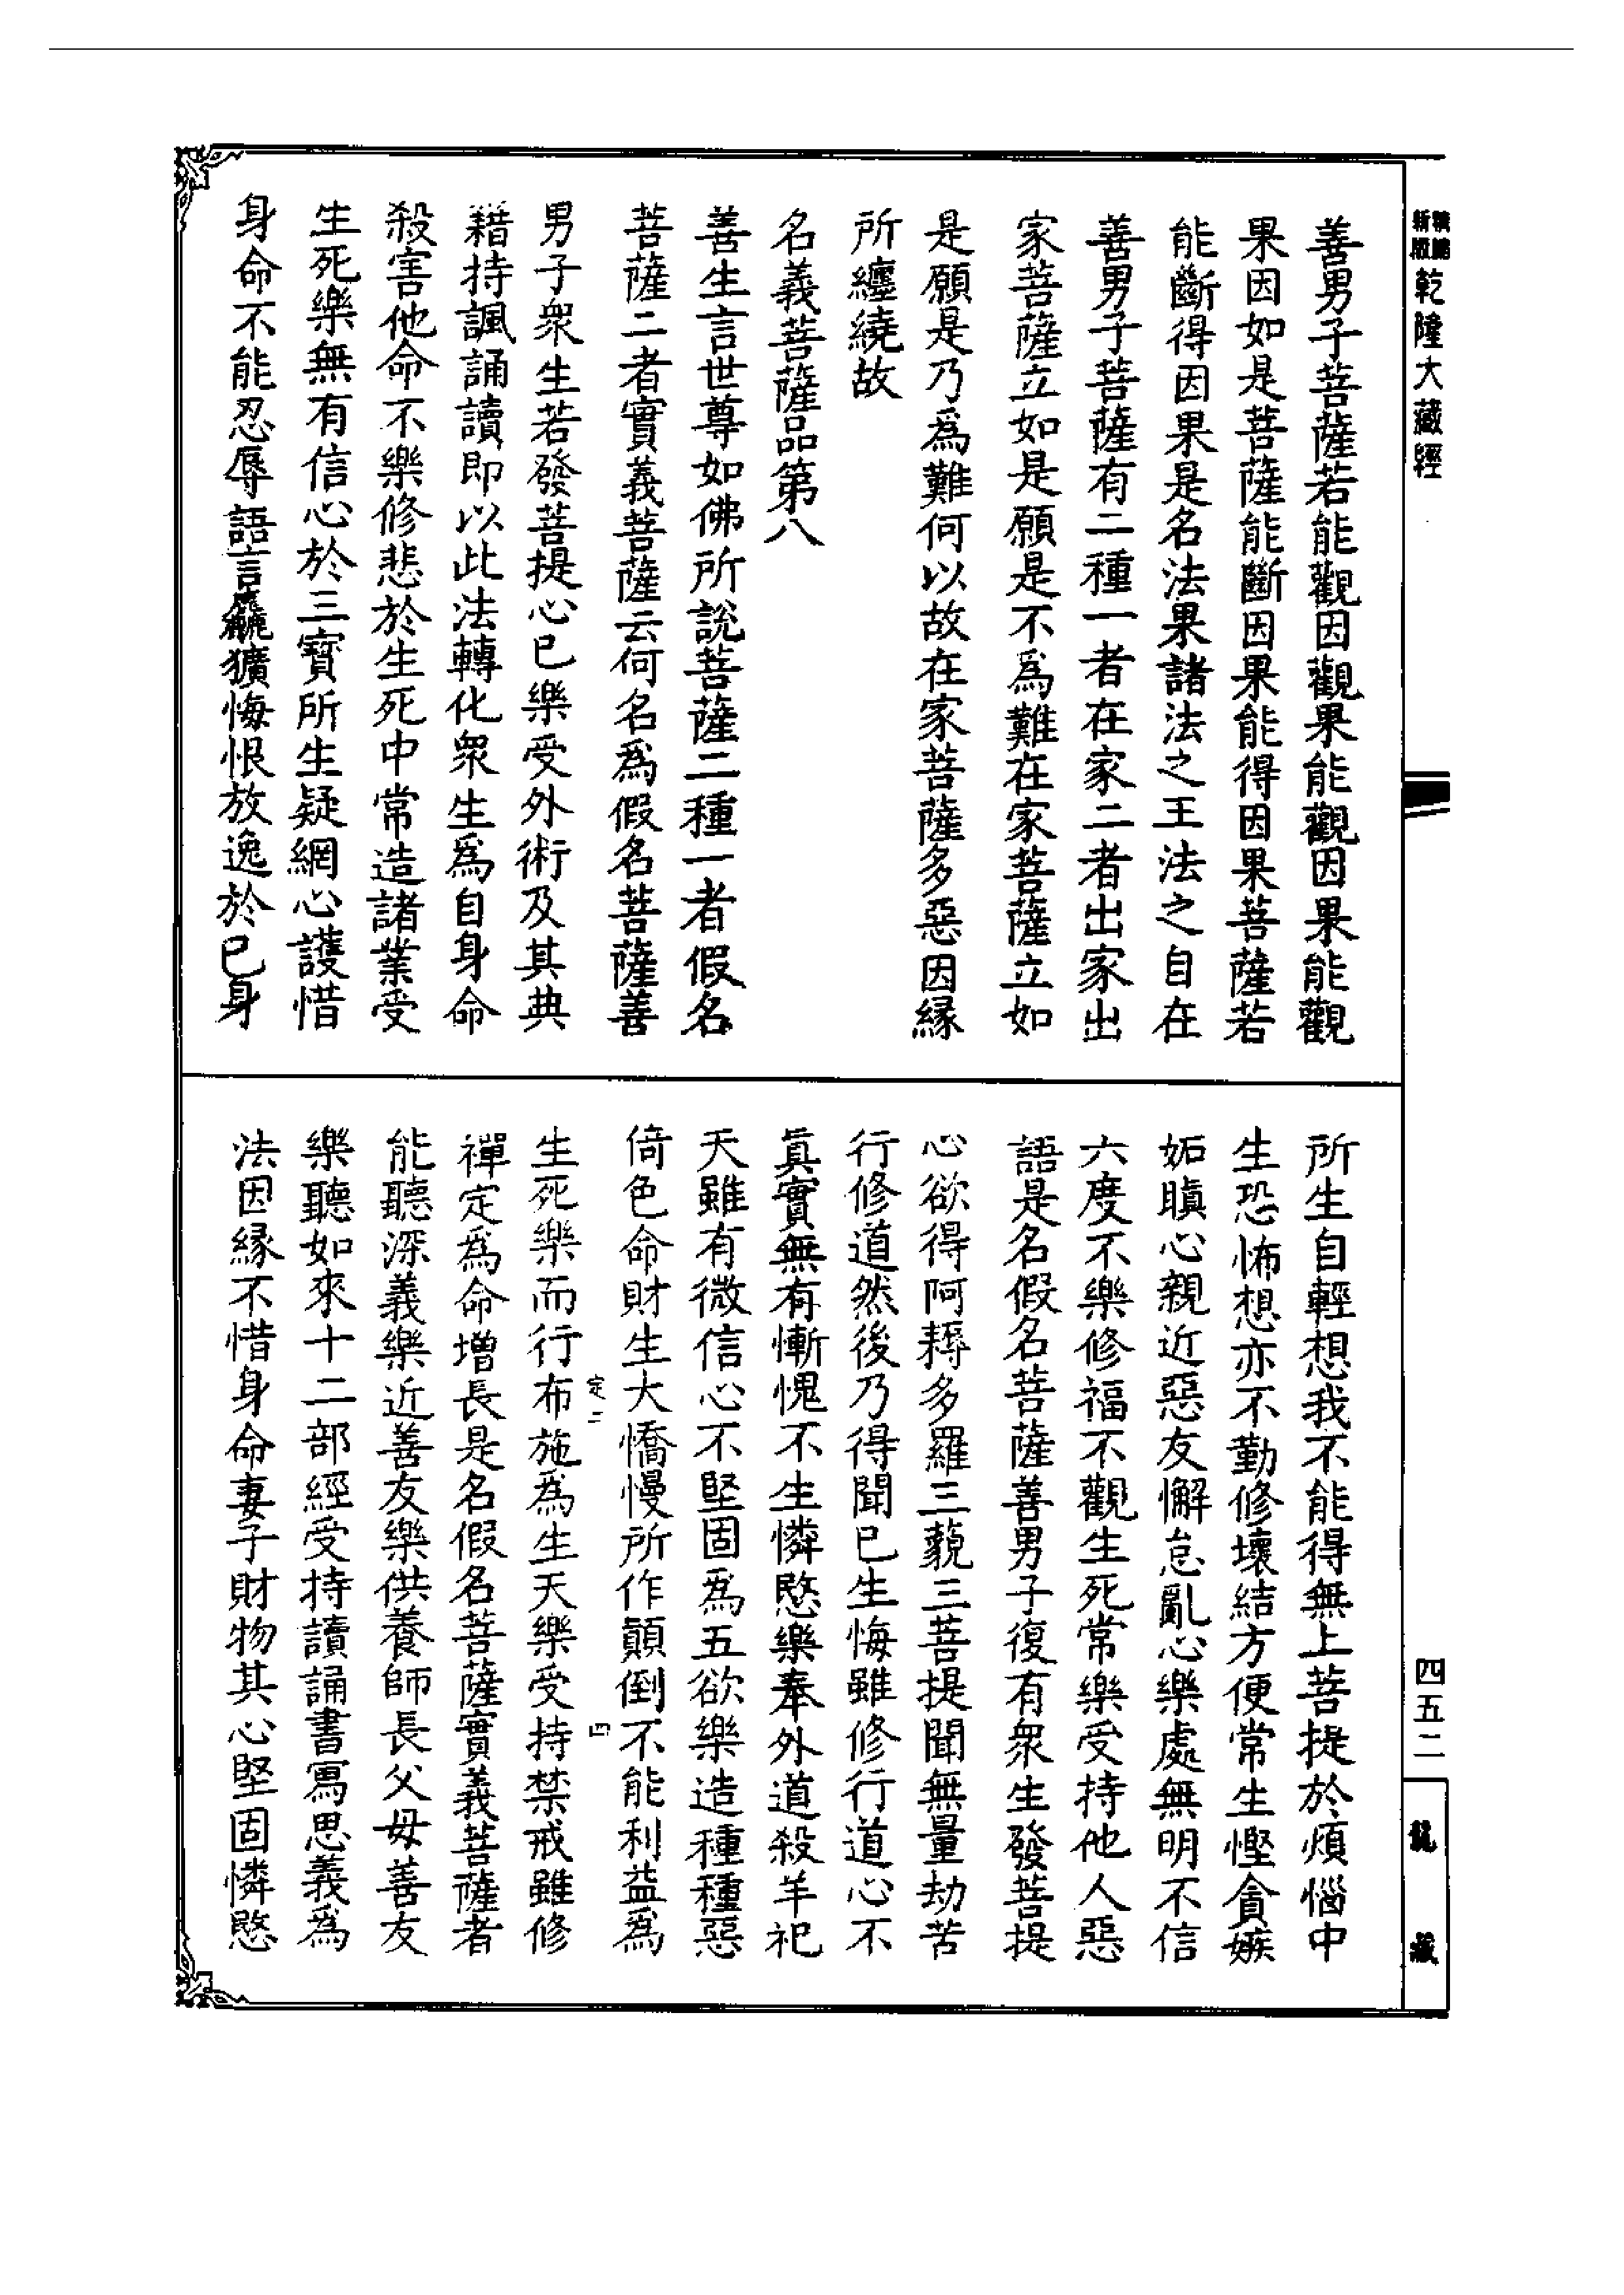 新版
乾隆大藏經
善男子菩薩若能觀因觀果能觀因果能觀
果因如是菩薩能斷因果能得因果菩薩若
能斷得因果是名法果諸法之王法之自在
善男子菩薩有二種一者在家二者出家出
家菩薩立如是願是不爲難在家菩薩立如
是願是乃爲難何以故在家菩薩多惡因緣
所纏繞故
名義菩薩品第八
善生言世尊如佛所說菩薩二種一者假名
菩薩二者實義菩薩云何名爲假名菩薩善
男子衆生若發菩提心已樂受外術及其典
籍持諷誦讀即以此法轉化衆生爲自身命
殺害他命不樂修悲於生死中常造諸業受
生死樂無有信心於三寶所生疑網心護惜
身命不能忍辱語言麤獷悔恨放逸於已身
所生自輕想我不能得無上菩提於煩惱中
生恐怖想亦不勤修壞結方便常生慳貪嫉
妬瞋心親近惡友懈怠亂心樂處無明不信
六度不樂修福不觀生死常樂受持他人惡
語是名假名菩薩善男子復有衆生發菩提
心欲得阿耨多羅三藐三菩提聞無量劫苦
行修道然後乃得聞已生悔雖修行道心不
眞實無有慚愧不生憐愍樂奉外道殺羊祀
天雖有微信心不堅固爲五欲樂造種種惡
倚色命財生大憍慢所作顛倒不能利益爲
定二
四
生死樂而行布施爲生天樂受持禁戒雖修
禪定爲命增長是名假名菩薩實義菩薩者
能聽深義樂近善友樂供養師長父母善友
樂聽如來十二部經受持讀誦書寫思義爲
法因緣不惜身命妻子財物其心堅固憐愍
四五二
龍藏